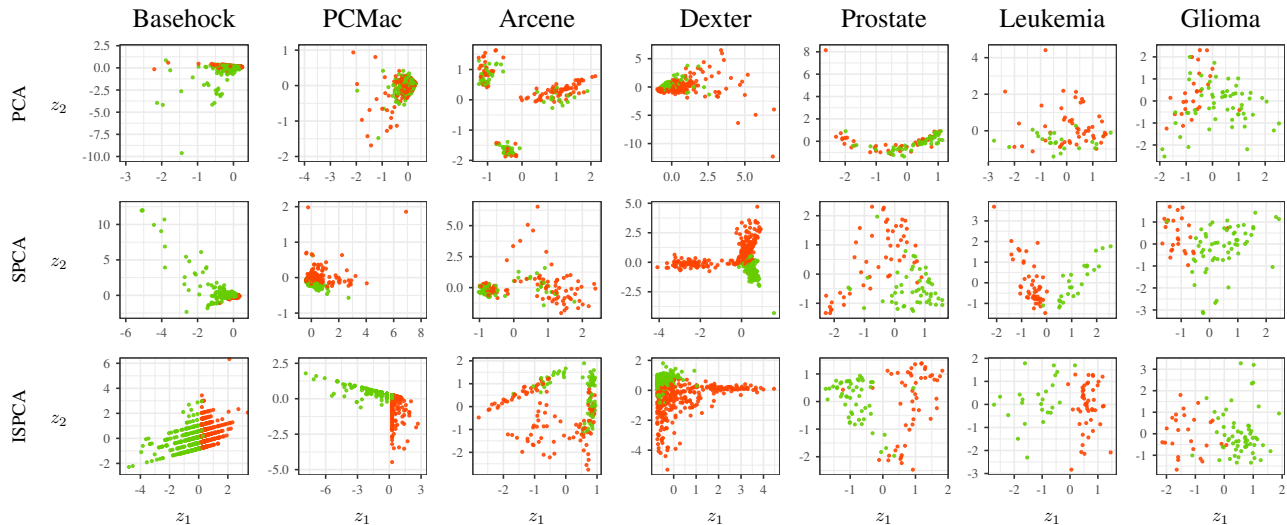 Basehock PCMac Arcene Dexter Prostate Leukemia Glioma
PCA z2
2.5 0.0 -2.5 -5.0 -7.5 -10.0
-3 -2 -1 0
1 0 -1 -2
-4 -3 -2 -1 0
1 0 -1 -2
-1 0 1 2
5 0 -5 -10
0.0 2.5 5.0
8 6 4 2 0
-2 -1 0 1
4 2 0
-3 -2 -1 0 1
2 1 0 -1 -2
-2 -1 0 1 2
SPCA z2
10 5 0
-6 -4 -2 0
2 1 0 -1
0 2 4 6 8
5.0 2.5 0.0
-1 0 1 2
5.0 2.5 0.0 -2.5
-4 -2 0
2 1 0 -1
-2 -1 0 1
3 2 1 0 -1
-2 -1 0 1 2
1 0 -1 -2 -3
-1 0 1 2
ISPCA z2
6 4 2 0 -2
-4 -2 0 2
2.5 0.0 -2.5 -5.0
-6 -3 0 3
2 1 0 -1 -2
-3 -2 -1 0 1
2 0 -2 -4
0 1 2 3 4
2 1 0 -1 -2
-1 0 1 2
2 1 0 -1 -2 -3
-3 -2 -1 0 1
3 2 1 0 -1
-2 -1 0 1 2
z1 z1 z1 z1 z1 z1 z1